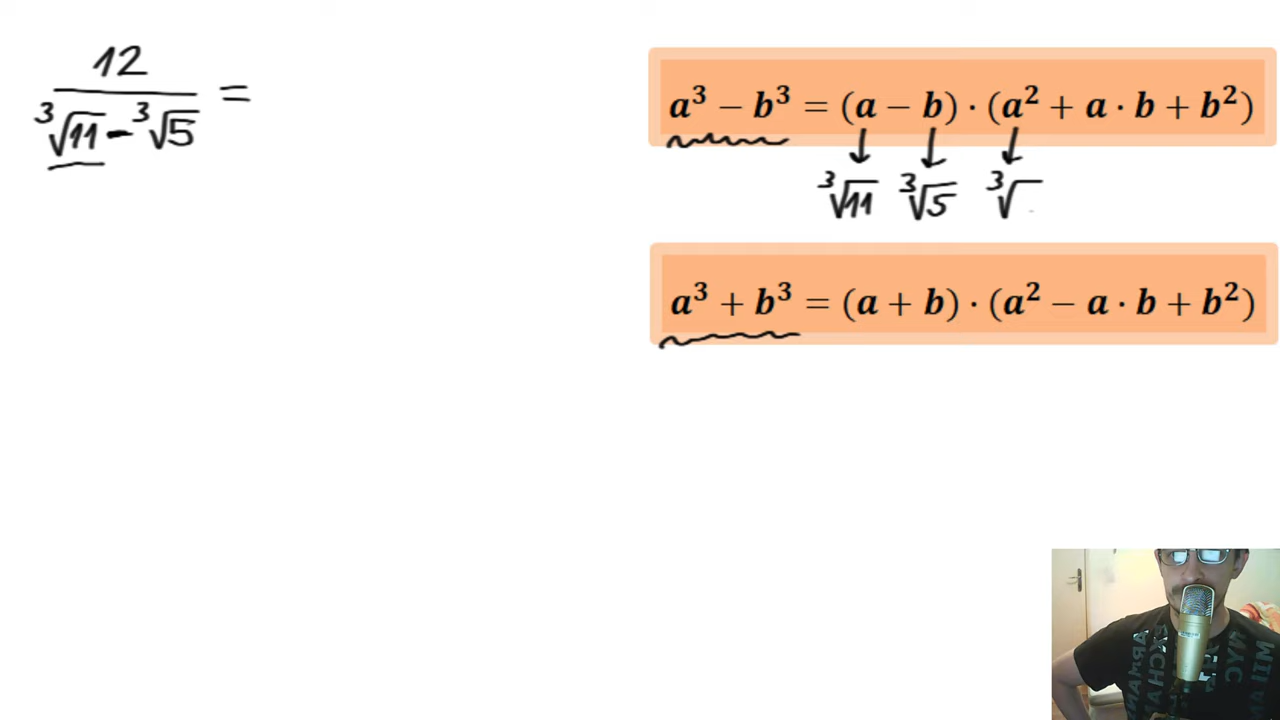 12
∛11 - ∛5 =
a³ − b³ = (a − b) · (a² + a · b + b²)
∛11 ∛5 ∛
a³ + b³ = (a + b) · (a² − a · b + b²)